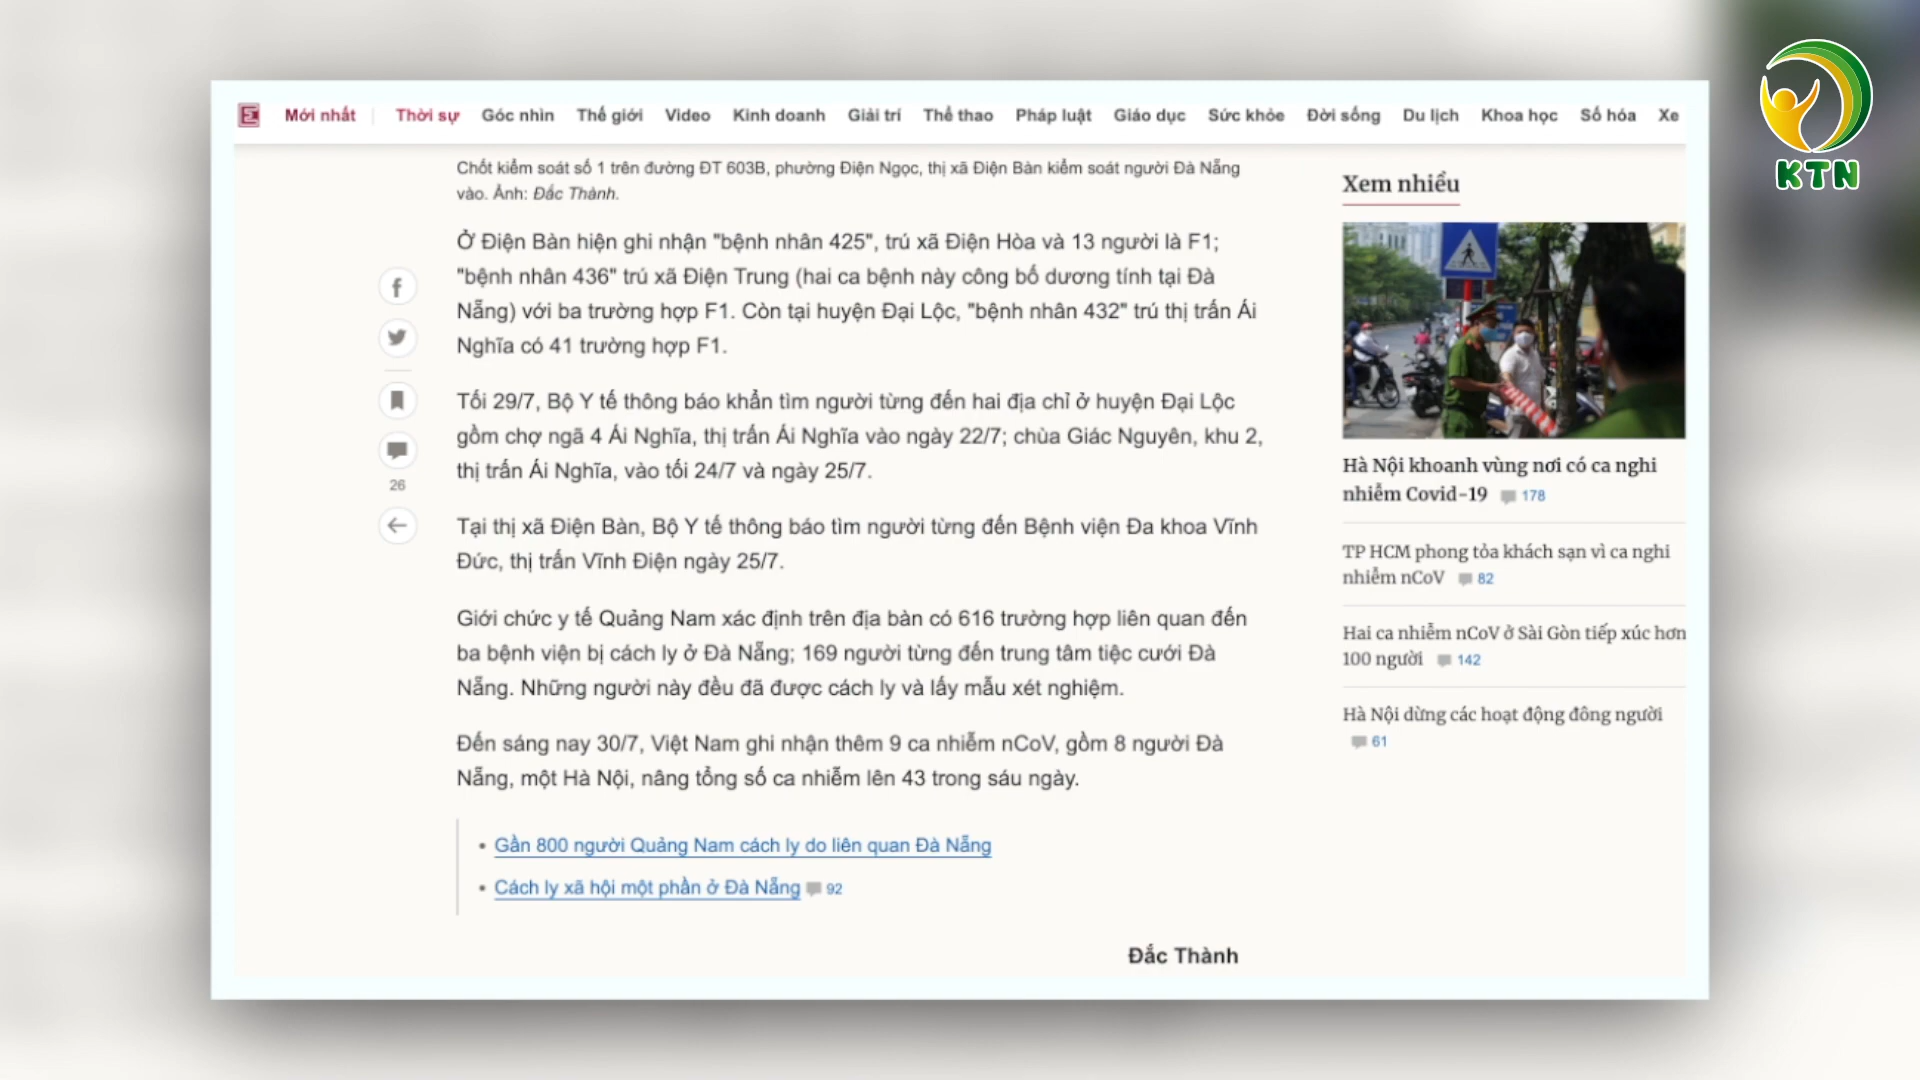 Mới nhất Thời sự Góc nhìn Thế giới Video Kinh doanh Giải trí Thể thao Pháp luật Giáo dục Sức khỏe Đời sống Du lịch Khoa học Số hóa Xe
KTN
Chốt kiểm soát số 1 trên đường ĐT 603B, phường Điện Ngọc, thị xã Điện Bàn kiểm soát người Đà Nẵng
vào. Ảnh: Đắc Thành.
Ở Điện Bàn hiện ghi nhận "bệnh nhân 425", trú xã Điện Hòa và 13 người là F1;
"bệnh nhân 436" trú xã Điện Trung (hai ca bệnh này công bố dương tính tại Đà
Nẵng) với ba trường hợp F1. Còn tại huyện Đại Lộc, "bệnh nhân 432" trú thị trấn Ái
Nghĩa có 41 trường hợp F1.
Tối 29/7, Bộ Y tế thông báo khẩn tìm người từng đến hai địa chỉ ở huyện Đại Lộc
gồm chợ ngã 4 Ái Nghĩa, thị trấn Ái Nghĩa vào ngày 22/7; chùa Giác Nguyên, khu 2,
thị trấn Ái Nghĩa, vào tối 24/7 và ngày 25/7.
26
Tại thị xã Điện Bàn, Bộ Y tế thông báo tìm người từng đến Bệnh viện Đa khoa Vĩnh
Đức, thị trấn Vĩnh Điện ngày 25/7.
Giới chức y tế Quảng Nam xác định trên địa bàn có 616 trường hợp liên quan đến
ba bệnh viện bị cách ly ở Đà Nẵng; 169 người từng đến trung tâm tiệc cưới Đà
Nẵng. Những người này đều đã được cách ly và lấy mẫu xét nghiệm.
Đến sáng nay 30/7, Việt Nam ghi nhận thêm 9 ca nhiễm nCoV, gồm 8 người Đà
Nẵng, một Hà Nội, nâng tổng số ca nhiễm lên 43 trong sáu ngày.
• Gần 800 người Quảng Nam cách ly do liên quan Đà Nẵng
• Cách ly xã hội một phần ở Đà Nẵng 92
Đắc Thành
Xem nhiều
Hà Nội khoanh vùng nơi có ca nghi
nhiễm Covid-19 178
TP HCM phong tỏa khách sạn vì ca nghi
nhiễm nCoV 82
Hai ca nhiễm nCoV ở Sài Gòn tiếp xúc hơn
100 người 142
Hà Nội dừng các hoạt động đông người
61